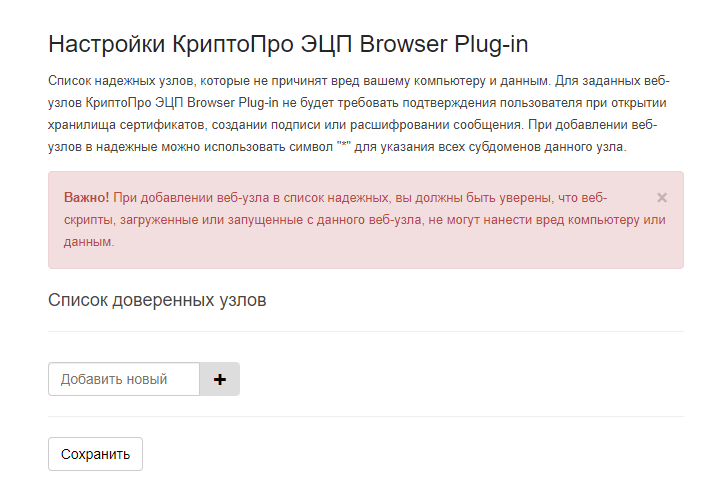 Настройки КриптоПро ЭЦП Browser Plug-in
Список надежных узлов, которые не причинят вред вашему компьютеру и данным. Для заданных веб-
узлов КриптоПро ЭЦП Browser Plug-in не будет требовать подтверждения пользователя при открытии
хранилища сертификатов, создании подписи или расшифровании сообщения. При добавлении веб-
узлов в надежные можно использовать символ "*" для указания всех субдоменов данного узла.
Важно! При добавлении веб-узла в список надежных, вы должны быть уверены, что веб-
скрипты, загруженные или запущенные с данного веб-узла, не могут нанести вред компьютеру или
данным.
Список доверенных узлов
Добавить новый
Сохранить